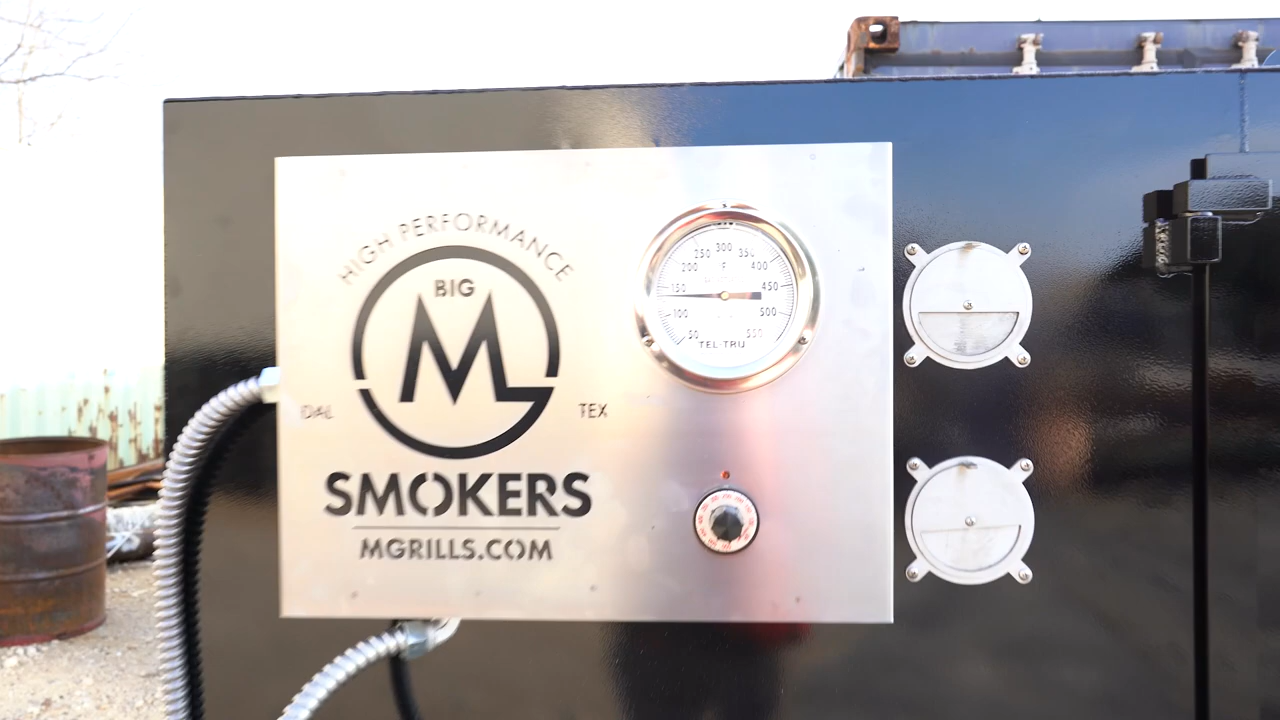 HIGH PERFORMANCE
BIG
M
DAL
TEX
SMOKERS
MGRILLS.COM
50
100
150
200
250
300
350
400
450
500
550
F
TEL-TRU